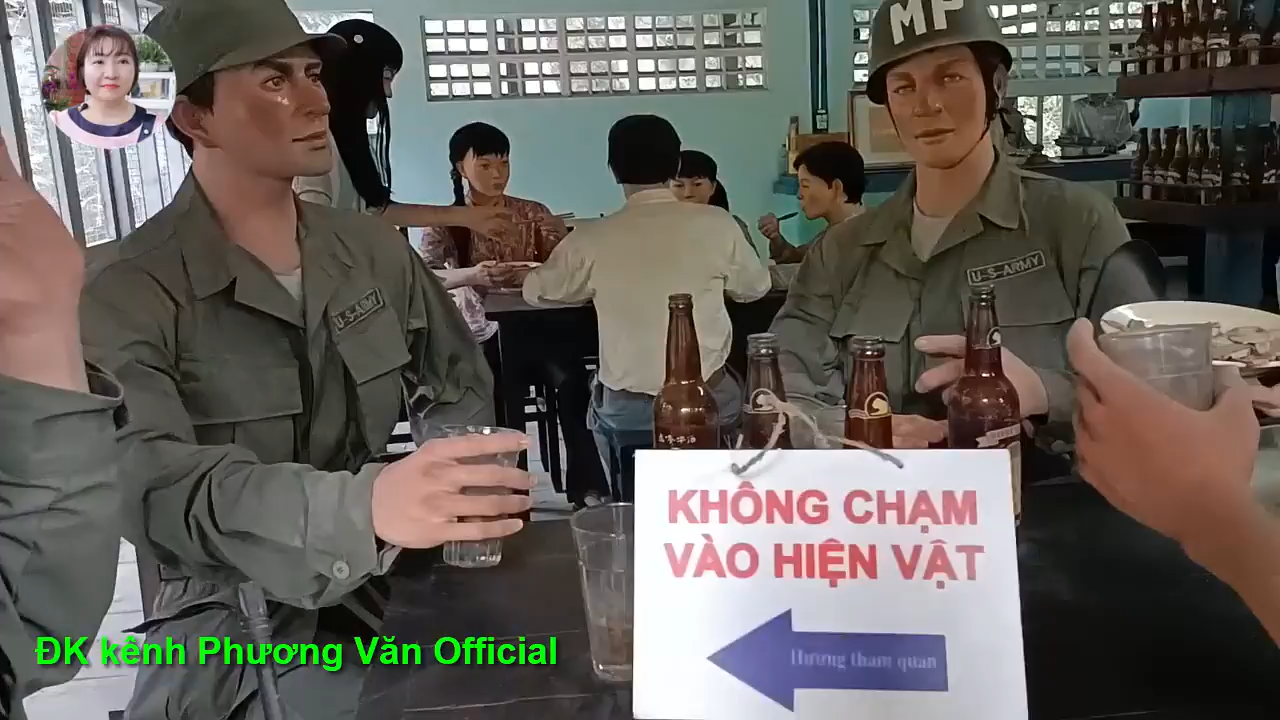 MP
U-S-ARMY
U-S-ARMY
KHÔNG CHẠM
VÀO HIỆN VẬT
Hướng tham quan
ĐK kênh Phương Văn Official